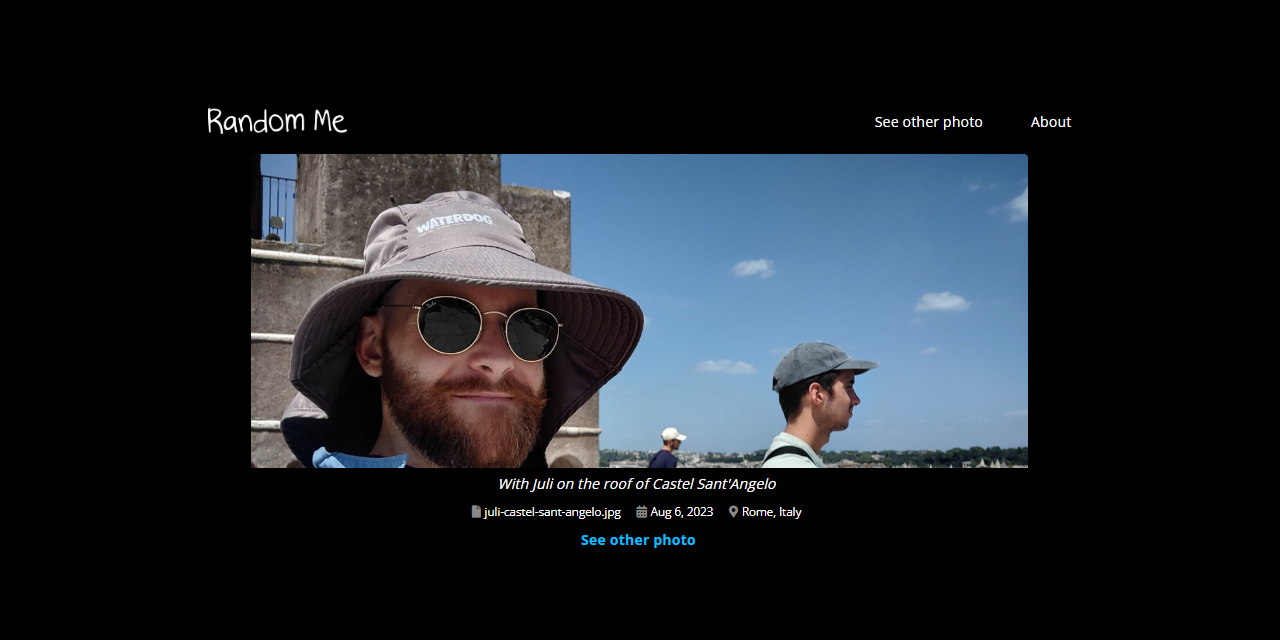 Random Me
See other photo
About
WATERDOG
With Juli on the roof of Castel Sant'Angelo
juli-castel-sant-angelo.jpg Aug 6, 2023 Rome, Italy
See other photo